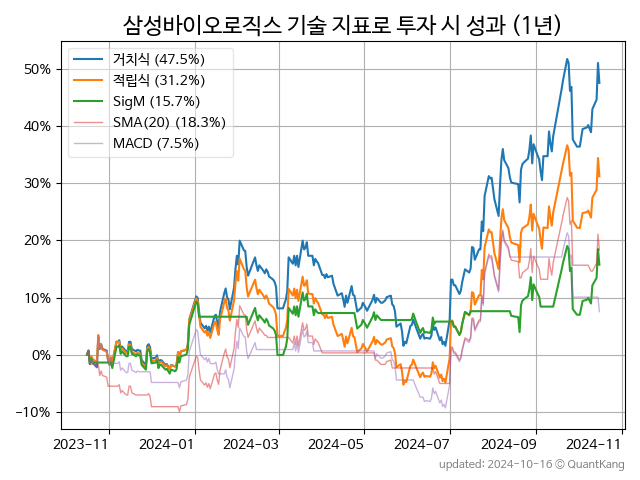 삼성바이오로직스 기술 지표로 투자 시 성과 (1년)
거치식 (47.5%)
적립식 (31.2%)
SigM (15.7%)
SMA(20) (18.3%)
MACD (7.5%)
50%
40%
30%
20%
10%
0%
−10%
2023-11 2024-01 2024-03 2024-05 2024-07 2024-09 2024-11
updated: 2024-10-16 © QuantKang